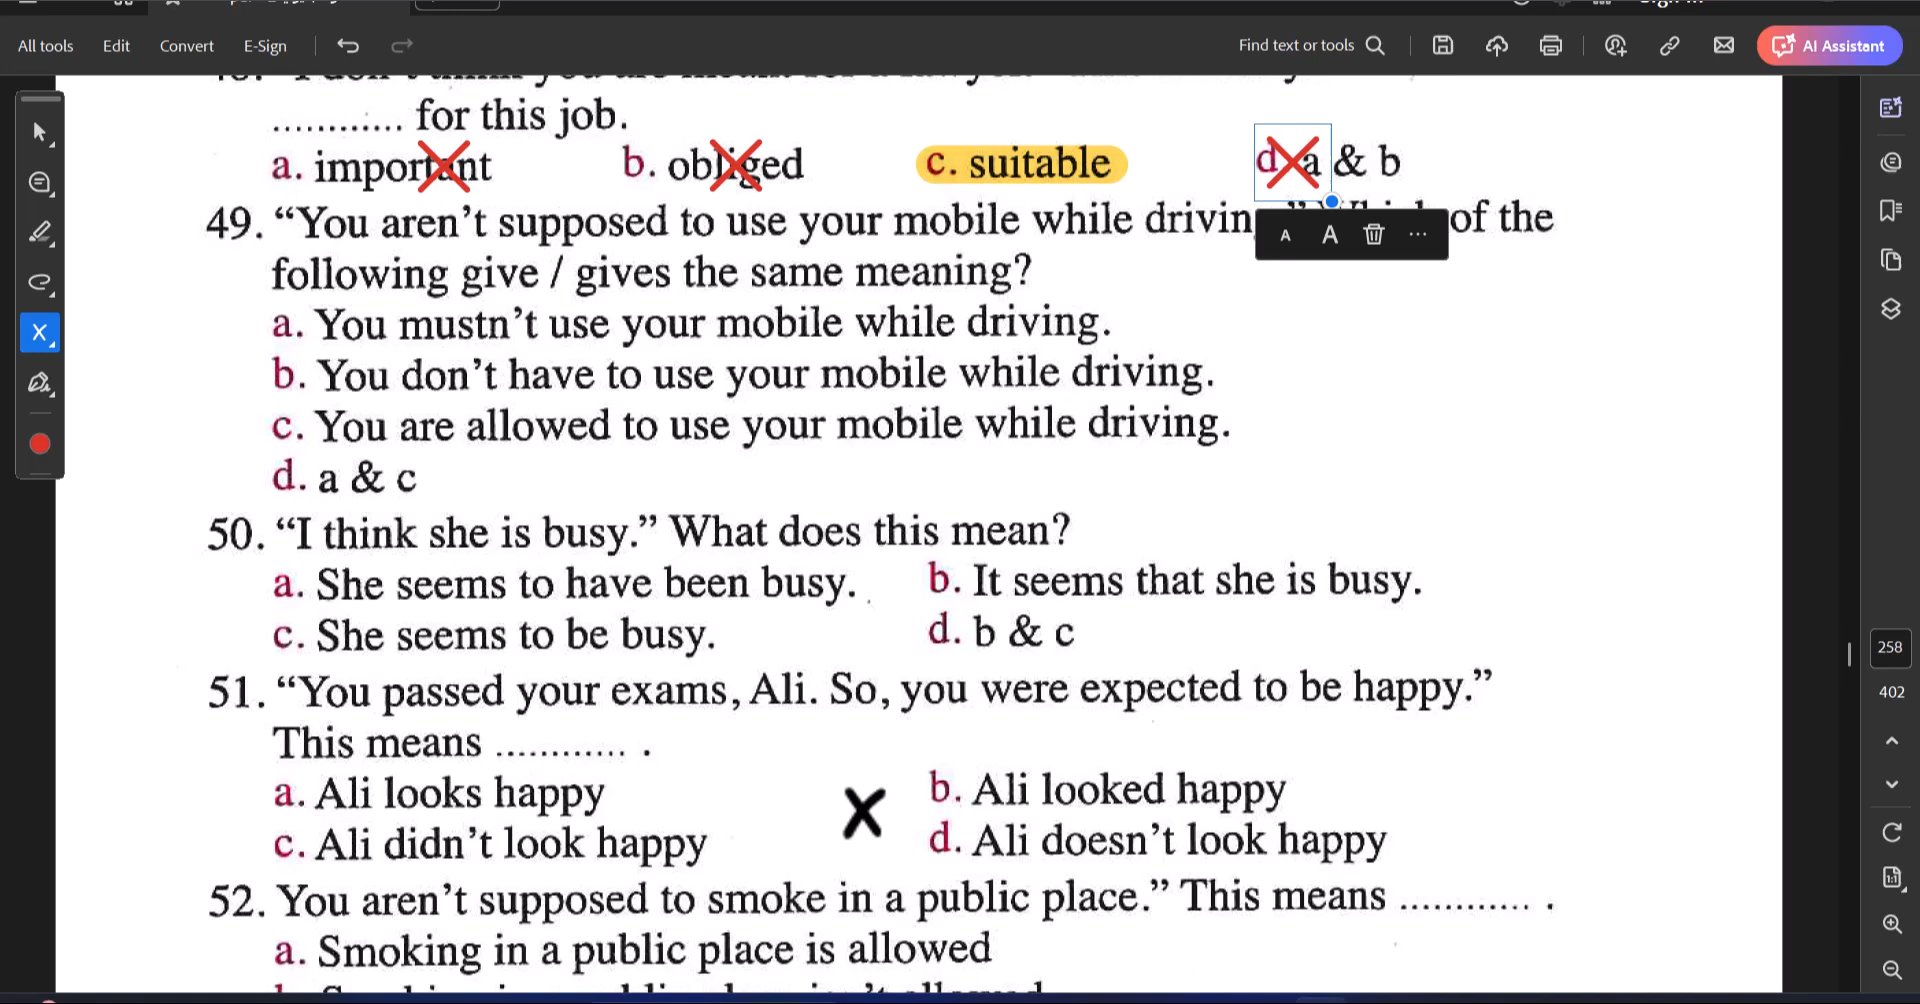 All tools Edit Convert E-Sign Find text or tools AI Assistant
............ for this job.
a. important b. obliged c. suitable d. a & b
49. “You aren’t supposed to use your mobile while drivin of the
A A ...
following give / gives the same meaning?
a. You mustn’t use your mobile while driving.
b. You don’t have to use your mobile while driving.
c. You are allowed to use your mobile while driving.
d. a & c
50. “I think she is busy.” What does this mean?
a. She seems to have been busy. b. It seems that she is busy.
c. She seems to be busy. d. b & c
51. “You passed your exams, Ali. So, you were expected to be happy.”
This means ............ .
a. Ali looks happy b. Ali looked happy
c. Ali didn’t look happy d. Ali doesn’t look happy
52. You aren’t supposed to smoke in a public place.” This means ............ .
a. Smoking in a public place is allowed
258
402